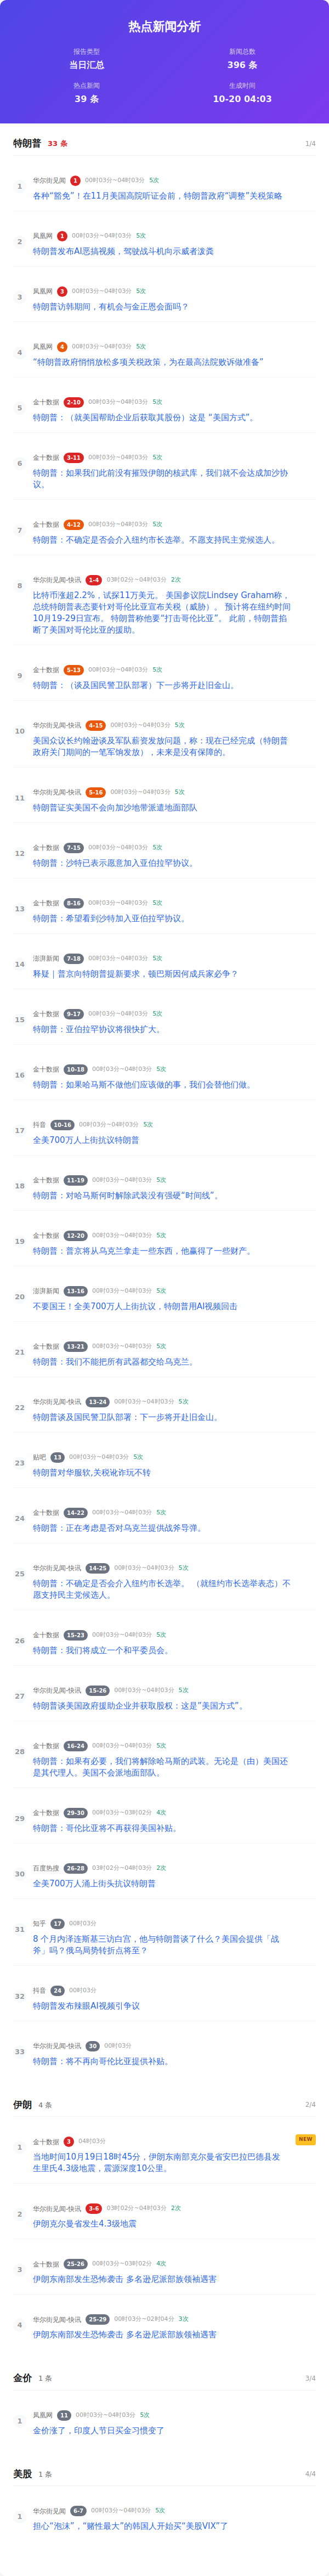 热点新闻分析
报告类型
新闻总数
当日汇总
396 条
热点新闻
生成时间
39 条
10-20 04:03
特朗普 33 条 1/4
1
华尔街见闻 1 00时03分~04时03分 5次
各种“豁免”！在11月美国高院听证会前，特朗普政府“调整”关税策略
2
凤凰网 1 00时03分~04时03分 5次
特朗普发布AI恶搞视频，驾驶战斗机向示威者泼粪
3
凤凰网 3 00时03分~04时03分 5次
特朗普访韩期间，有机会与金正恩会面吗？
4
凤凰网 4 00时03分~04时03分 5次
“特朗普政府悄悄放松多项关税政策，为在最高法院败诉做准备”
5
金十数据 2-10 00时03分~04时03分 5次
特朗普：（就美国帮助企业后获取其股份）这是 “美国方式”。
6
金十数据 3-11 00时03分~04时03分 5次
特朗普：如果我们此前没有摧毁伊朗的核武库，我们就不会达成加沙协
议。
7
金十数据 4-12 00时03分~04时03分 5次
特朗普：不确定是否会介入纽约市长选举。不愿支持民主党候选人。
8
华尔街见闻-快讯 1-4 03时02分~04时03分 2次
比特币涨超2.2%，试探11万美元。 美国参议院Lindsey Graham称，
总统特朗普表态要针对哥伦比亚宣布关税（威胁）。 预计将在纽约时间
10月19-29日宣布。 特朗普称他要“打击哥伦比亚”。 此前，特朗普掐
断了美国对哥伦比亚的援助。
9
金十数据 5-13 00时03分~04时03分 5次
特朗普：（谈及国民警卫队部署）下一步将开赴旧金山。
10
华尔街见闻-快讯 4-15 00时03分~04时03分 5次
美国众议长约翰逊谈及军队薪资发放问题，称：现在已经完成（特朗普
政府关门期间的一笔军饷发放），未来是没有保障的。
11
华尔街见闻-快讯 5-16 00时03分~04时03分 5次
特朗普证实美国不会向加沙地带派遣地面部队
12
金十数据 7-15 00时03分~04时03分 5次
特朗普：沙特已表示愿意加入亚伯拉罕协议。
13
金十数据 8-16 00时03分~04时03分 5次
特朗普：希望看到沙特加入亚伯拉罕协议。
14
澎湃新闻 7-18 00时03分~04时03分 5次
释疑｜普京向特朗普提新要求，顿巴斯因何成兵家必争？
15
金十数据 9-17 00时03分~04时03分 5次
特朗普：亚伯拉罕协议将很快扩大。
16
金十数据 10-18 00时03分~04时03分 5次
特朗普：如果哈马斯不做他们应该做的事，我们会替他们做。
17
抖音 10-16 00时03分~04时03分 5次
全美700万人上街抗议特朗普
18
金十数据 11-19 00时03分~04时03分 5次
特朗普：对哈马斯何时解除武装没有强硬“时间线”。
19
金十数据 12-20 00时03分~04时03分 5次
特朗普：普京将从乌克兰拿走一些东西，他赢得了一些财产。
20
澎湃新闻 13-16 00时03分~04时03分 5次
不要国王！全美700万人上街抗议，特朗普用AI视频回击
21
金十数据 13-21 00时03分~04时03分 5次
特朗普：我们不能把所有武器都交给乌克兰。
22
华尔街见闻-快讯 13-24 00时03分~04时03分 5次
特朗普谈及国民警卫队部署：下一步将开赴旧金山。
23
贴吧 13 00时03分~04时03分 5次
特朗普对华服软,关税讹诈玩不转
24
金十数据 14-22 00时03分~04时03分 5次
特朗普：正在考虑是否对乌克兰提供战斧导弹。
25
华尔街见闻-快讯 14-25 00时03分~04时03分 5次
特朗普：不确定是否会介入纽约市长选举。 （就纽约市长选举表态）不
愿支持民主党候选人。
26
金十数据 15-23 00时03分~04时03分 5次
特朗普：我们将成立一个和平委员会。
27
华尔街见闻-快讯 15-26 00时03分~04时03分 5次
特朗普谈美国政府援助企业并获取股权：这是“美国方式”。
28
金十数据 16-24 00时03分~04时03分 5次
特朗普：如果有必要，我们将解除哈马斯的武装。无论是（由）美国还
是其代理人。美国不会派地面部队。
29
金十数据 29-30 00时03分~03时02分 4次
特朗普：哥伦比亚将不再获得美国补贴。
30
百度热搜 26-28 03时02分~04时03分 2次
全美700万人涌上街头抗议特朗普
31
知乎 17 00时03分
8 个月内泽连斯基三访白宫，他与特朗普谈了什么？美国会提供「战
斧」吗？俄乌局势转折点将至？
32
抖音 24 00时03分
特朗普发布辣眼AI视频引争议
33
华尔街见闻-快讯 30 00时03分
特朗普：将不再向哥伦比亚提供补贴。
伊朗 4 条 2/4
1
金十数据 3 04时03分 NEW
当地时间10月19日18时45分，伊朗东南部克尔曼省安巴拉巴德县发
生里氏4.3级地震，震源深度10公里。
2
华尔街见闻-快讯 3-6 03时02分~04时03分 2次
伊朗克尔曼省发生4.3级地震
3
金十数据 25-26 00时03分~03时02分 4次
伊朗东南部发生恐怖袭击 多名逊尼派部族领袖遇害
4
华尔街见闻-快讯 25-29 00时03分~02时04分 3次
伊朗东南部发生恐怖袭击 多名逊尼派部族领袖遇害
金价 1 条 3/4
1
凤凰网 11 00时03分~04时03分 5次
金价涨了，印度人节日买金习惯变了
美股 1 条 4/4
1
华尔街见闻 6-7 00时03分~04时03分 5次
担心“泡沫”，“赌性最大”的韩国人开始买“美股VIX”了